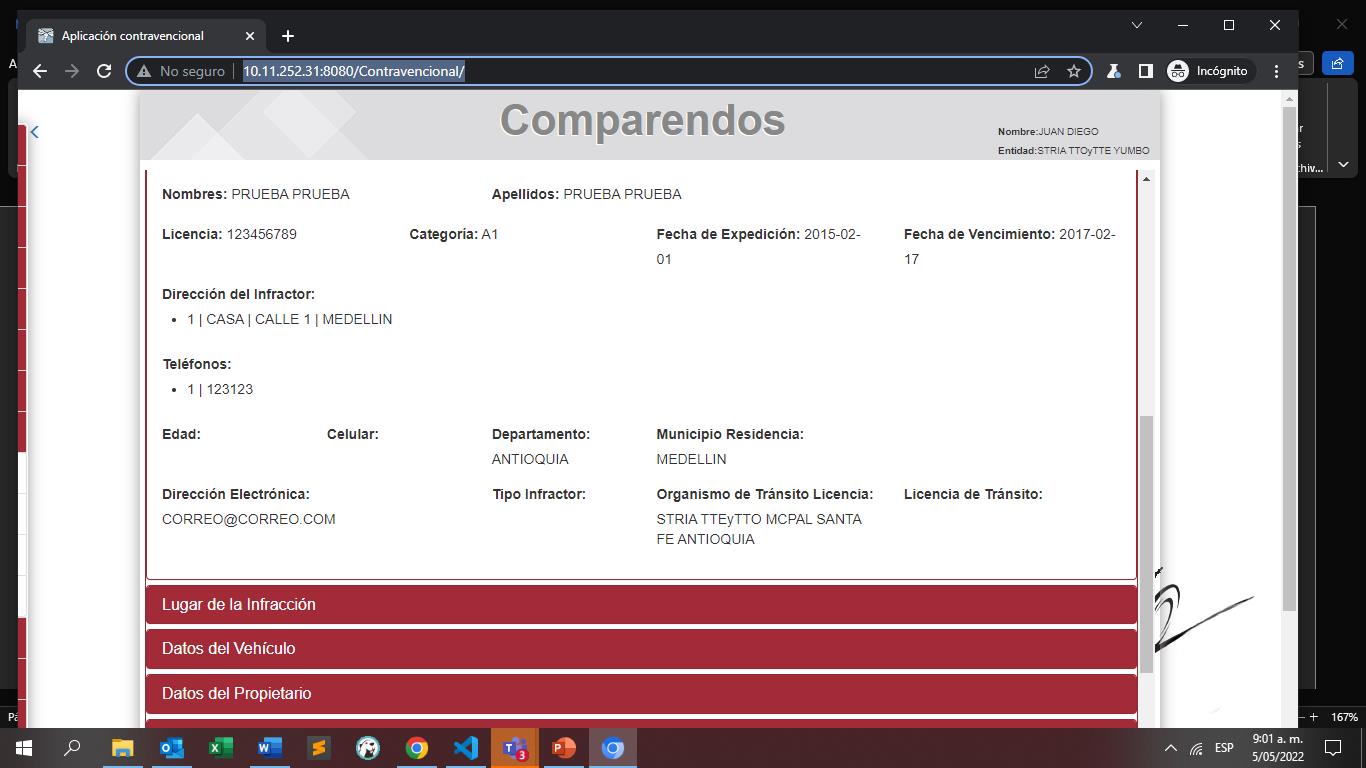 Aplicación contravencional
No seguro
10.11.252.31:8080/Contravencional/
Incógnito
Comparendos
Nombre:JUAN DIEGO
Entidad:STRIA TTOyTTE YUMBO
Nombres: PRUEBA PRUEBA
Apellidos: PRUEBA PRUEBA
Licencia: 123456789
Categoría: A1
Fecha de Expedición: 2015-02-
01
Fecha de Vencimiento: 2017-02-
17
Dirección del Infractor:
1 | CASA | CALLE 1 | MEDELLIN
Teléfonos:
1 | 123123
Edad:
Celular:
Departamento:
ANTIOQUIA
Municipio Residencia:
MEDELLIN
Dirección Electrónica:
CORREO@CORREO.COM
Tipo Infractor:
Organismo de Tránsito Licencia:
STRIA TTEyTTO MCPAL SANTA
FE ANTIOQUIA
Licencia de Tránsito:
Lugar de la Infracción
Datos del Vehículo
Datos del Propietario
167%
3
ESP
9:01 a. m.
5/05/2022